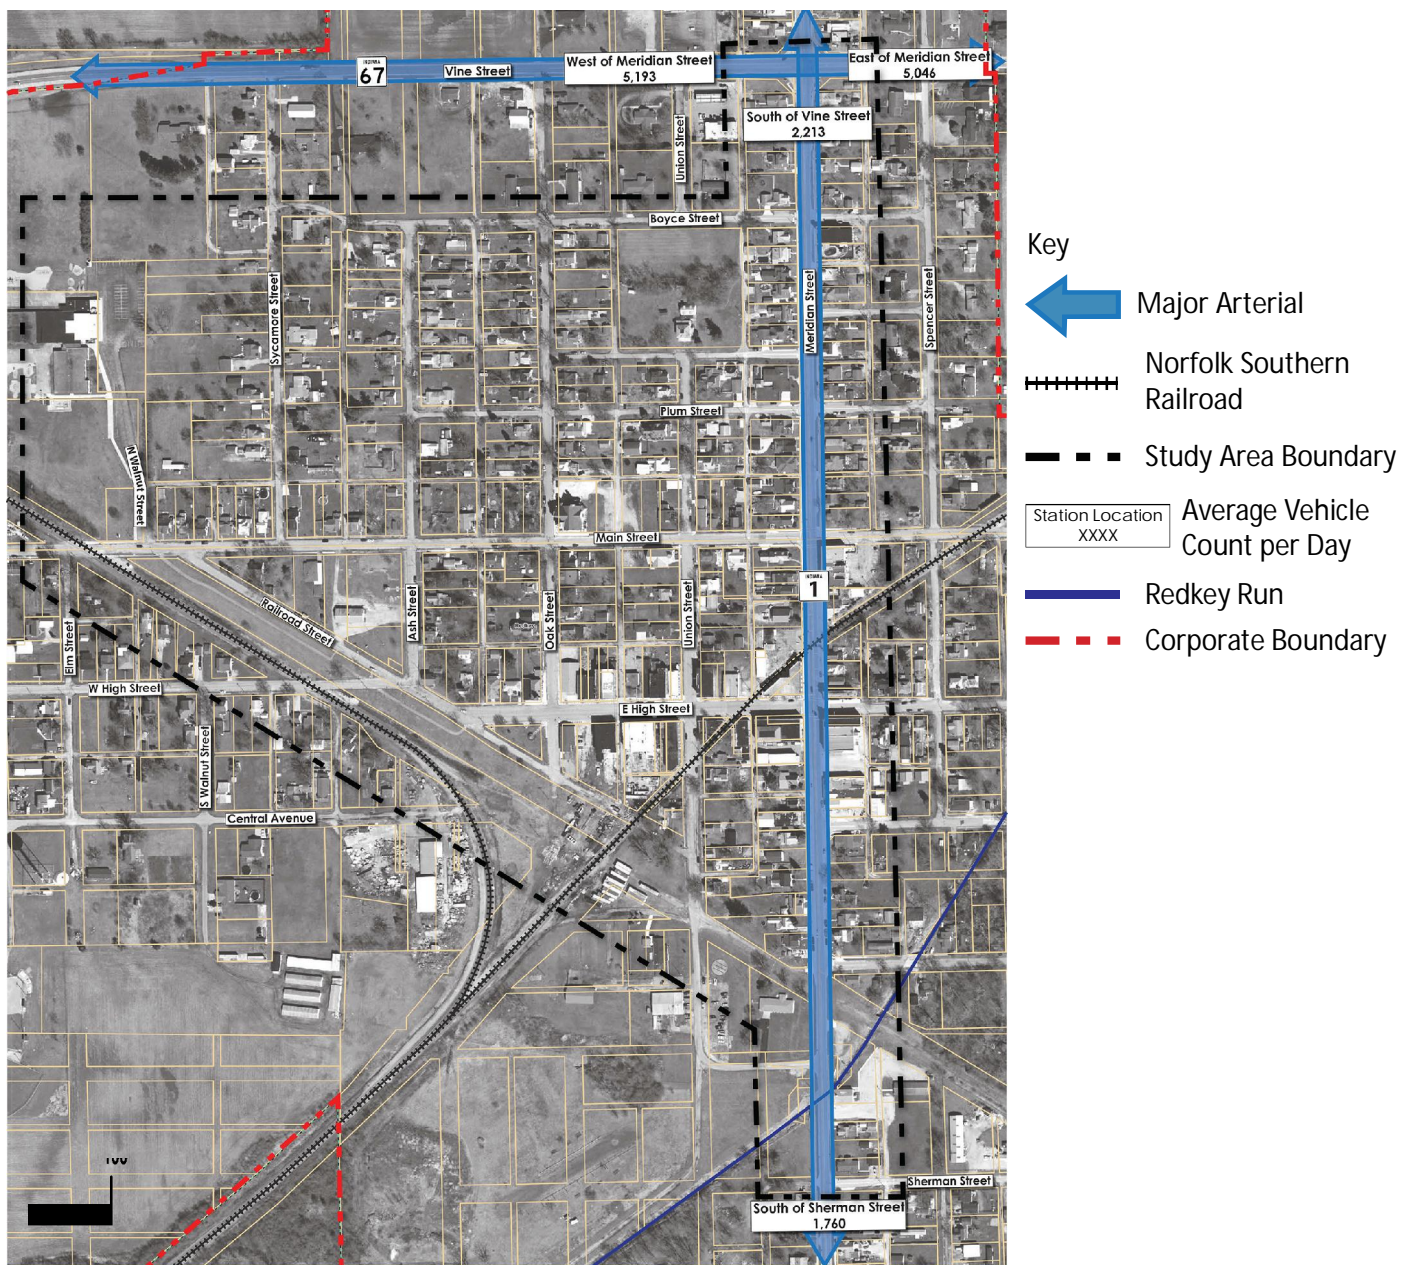 INDIANA
67
Vine Street
West of Meridian Street
5,193
East of Meridian Street
5,046
South of Vine Street
2,213
Union Street
Boyce Street
Sycamore Street
Meridian Street
Spencer Street
Plum Street
N Walnut Street
Main Street
INDIANA
1
Railroad Street
Ash Street
Oak Street
Union Street
Elm Street
W High Street
E High Street
S Walnut Street
Central Avenue
Sherman Street
South of Sherman Street
1,760
Key
Major Arterial
Norfolk Southern
Railroad
Study Area Boundary
Station Location
XXXX
Average Vehicle
Count per Day
Redkey Run
Corporate Boundary